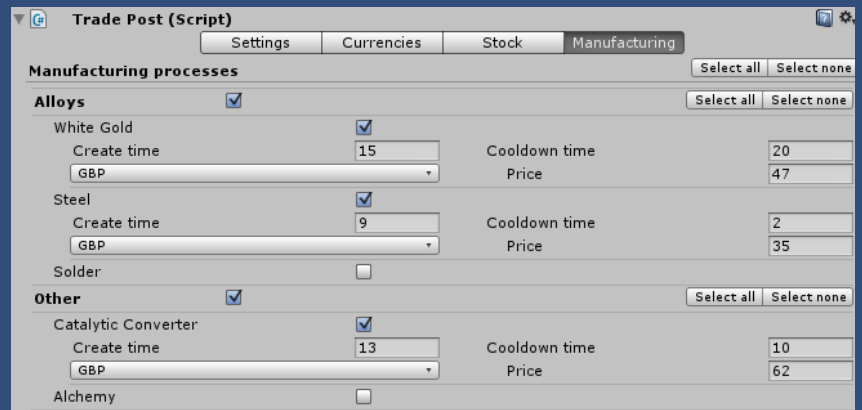 Trade Post (Script)
Settings Currencies Stock Manufacturing
Manufacturing processes Select all Select none
Alloys Select all Select none
White Gold
Create time 15 Cooldown time 20
GBP Price 47
Steel
Create time 9 Cooldown time 2
GBP Price 35
Solder
Other Select all Select none
Catalytic Converter
Create time 13 Cooldown time 10
GBP Price 62
Alchemy